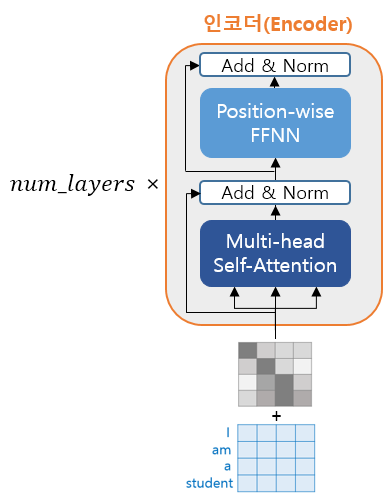 인코더(Encoder)
Add & Norm
Position-wise
FFNN
num_layers ×
Add & Norm
Multi-head
Self-Attention
+
I
am
a
student